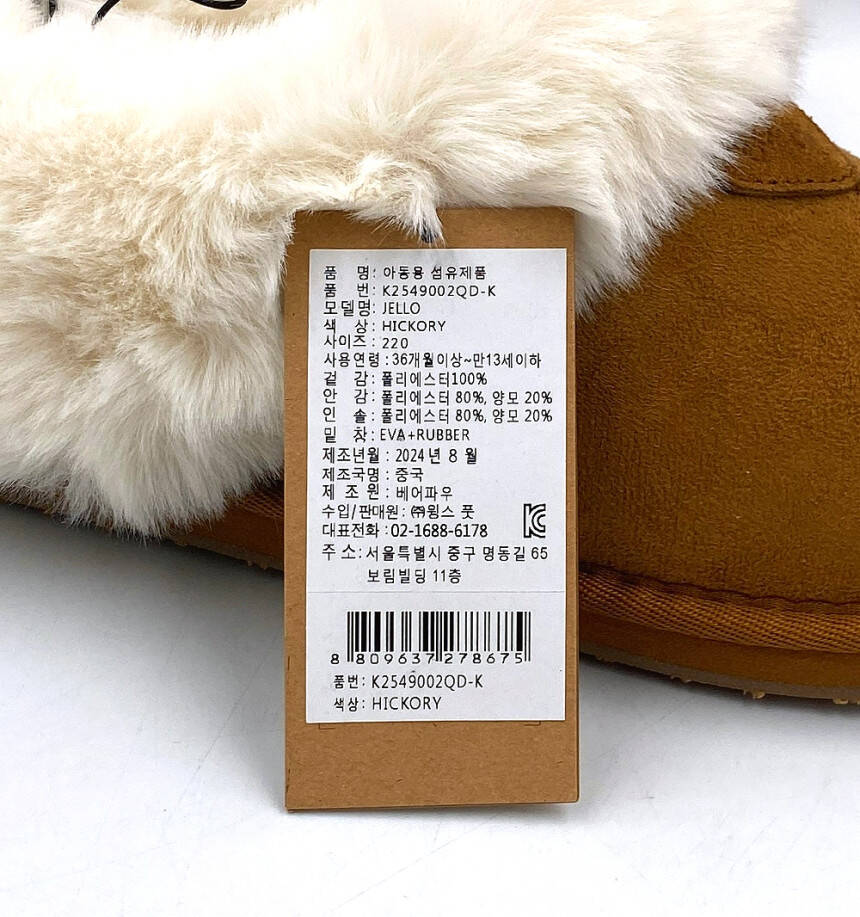 품 명: 아동용 섬유제품
품 번: K2549002QD-K
모델명: JELLO
색 상: HICKORY
사이즈: 220
사용연령: 36개월이상~만13세이하
겉 감: 폴리에스터100%
안 감: 폴리에스터 80%, 양모 20%
인 솔: 폴리에스터 80%, 양모 20%
밑 창: EVA+RUBBER
제조년월: 2024년 8 월
제조국명: 중국
제 조 원: 베어파우
수입/판매원: ㈜윙스 풋
대표전화: 02-1688-6178
KC
주 소: 서울특별시 중구 명동길 65
보림빌딩 11층
8 809637 278675
품번: K2549002QD-K
색상: HICKORY